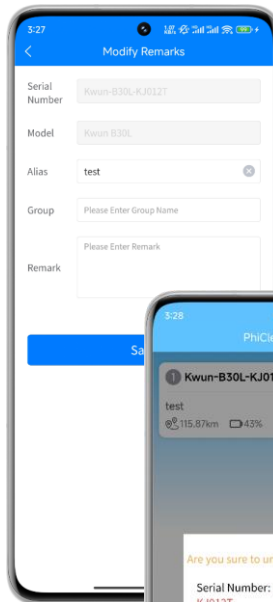 3:27
Modify Remarks
Serial
Number
Kwun-B30L-KJ012T
Model
Kwun B30L
Alias
test
Group
Please Enter Group Name
Remark
Please Enter Remark
3:28
1 Kwun-B30L-KJ01
test
115.87km 43%
Are you sure to
Serial Number: